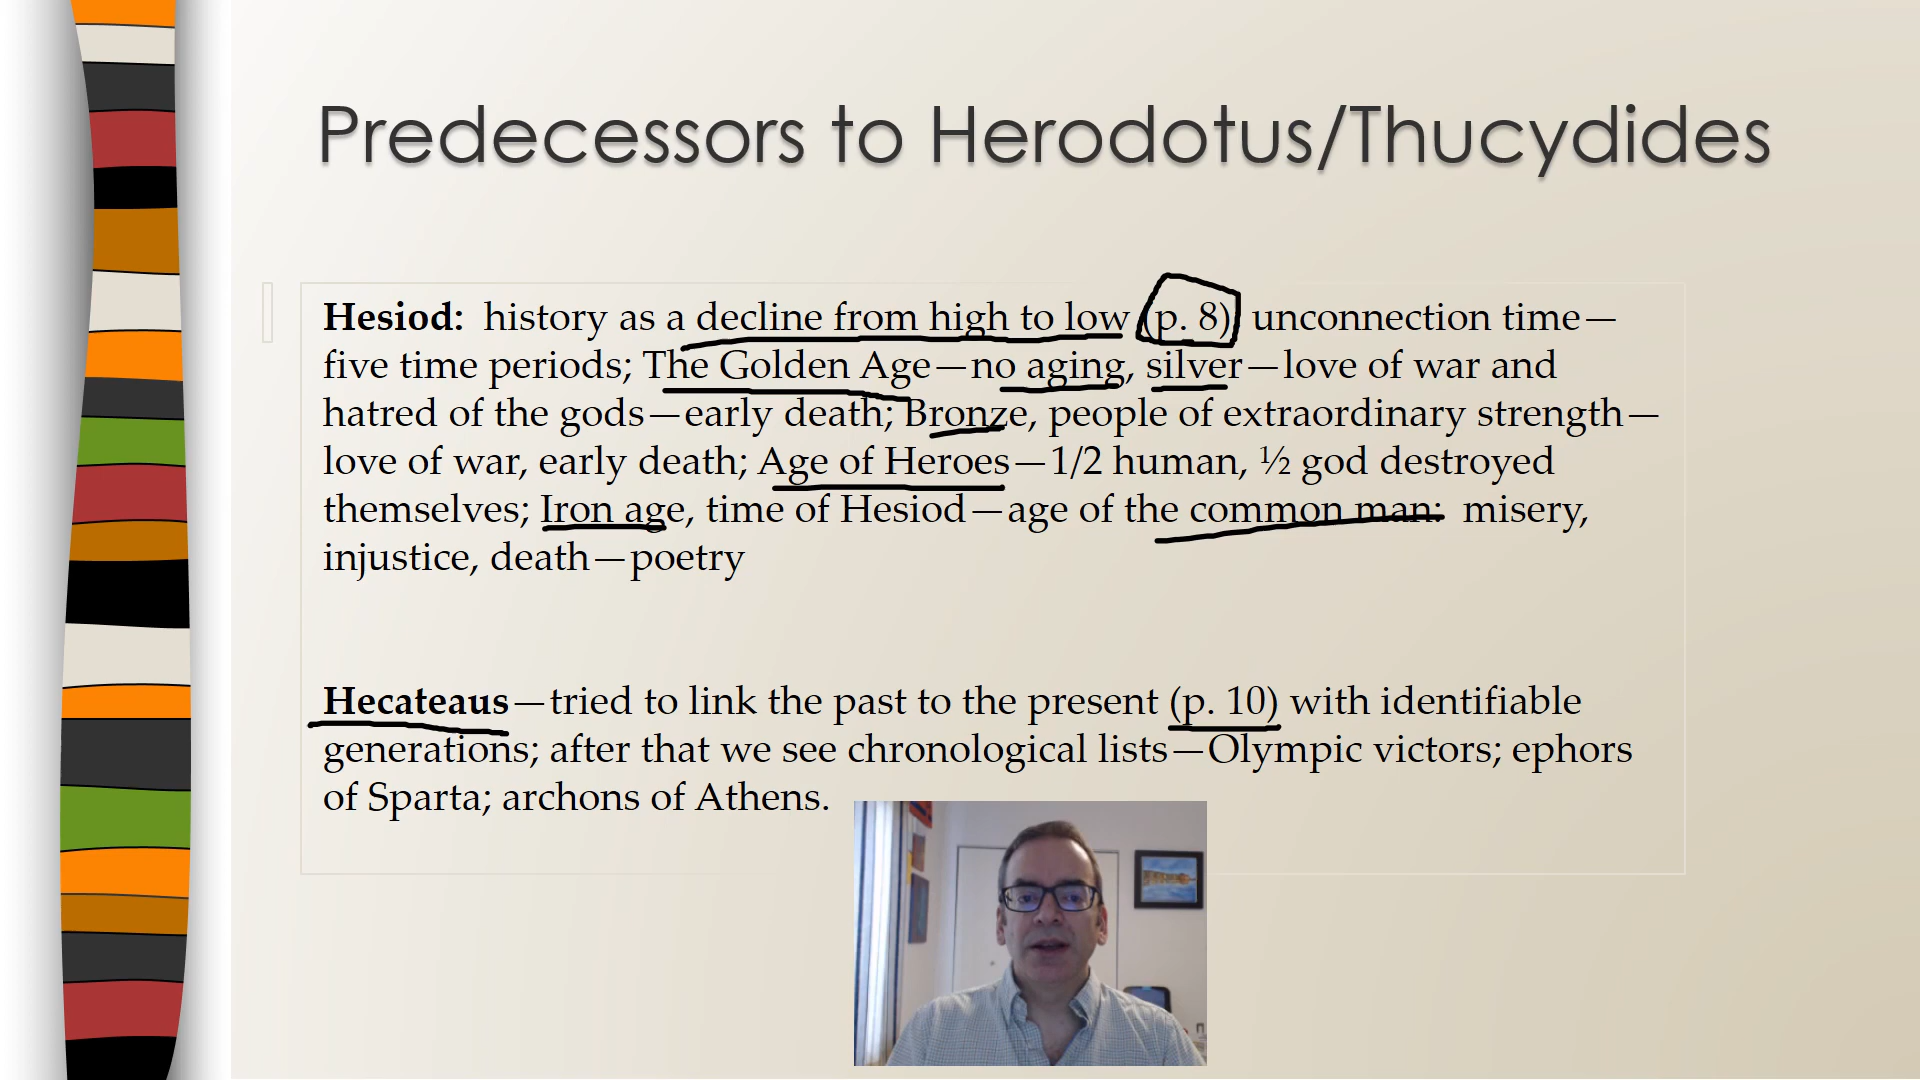 Predecessors to Herodotus/Thucydides
Hesiod: history as a decline from high to low (p. 8) unconnection time—
five time periods; The Golden Age—no aging, silver—love of war and
hatred of the gods—early death; Bronze, people of extraordinary strength—
love of war, early death; Age of Heroes—1/2 human, ½ god destroyed
themselves; Iron age, time of Hesiod—age of the common man: misery,
injustice, death—poetry
Hecateaus—tried to link the past to the present (p. 10) with identifiable
generations; after that we see chronological lists—Olympic victors; ephors
of Sparta; archons of Athens.